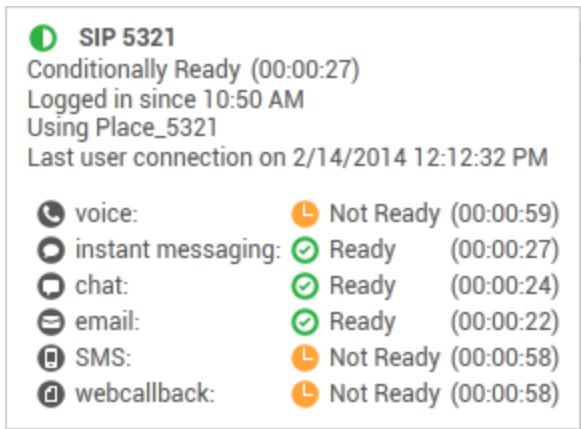 SIP 5321
Conditionally Ready (00:00:27)
Logged in since 10:50 AM
Using Place_5321
Last user connection on 2/14/2014 12:12:32 PM
voice: Not Ready (00:00:59)
instant messaging: Ready (00:00:27)
chat: Ready (00:00:24)
email: Ready (00:00:22)
SMS: Not Ready (00:00:58)
webcallback: Not Ready (00:00:58)